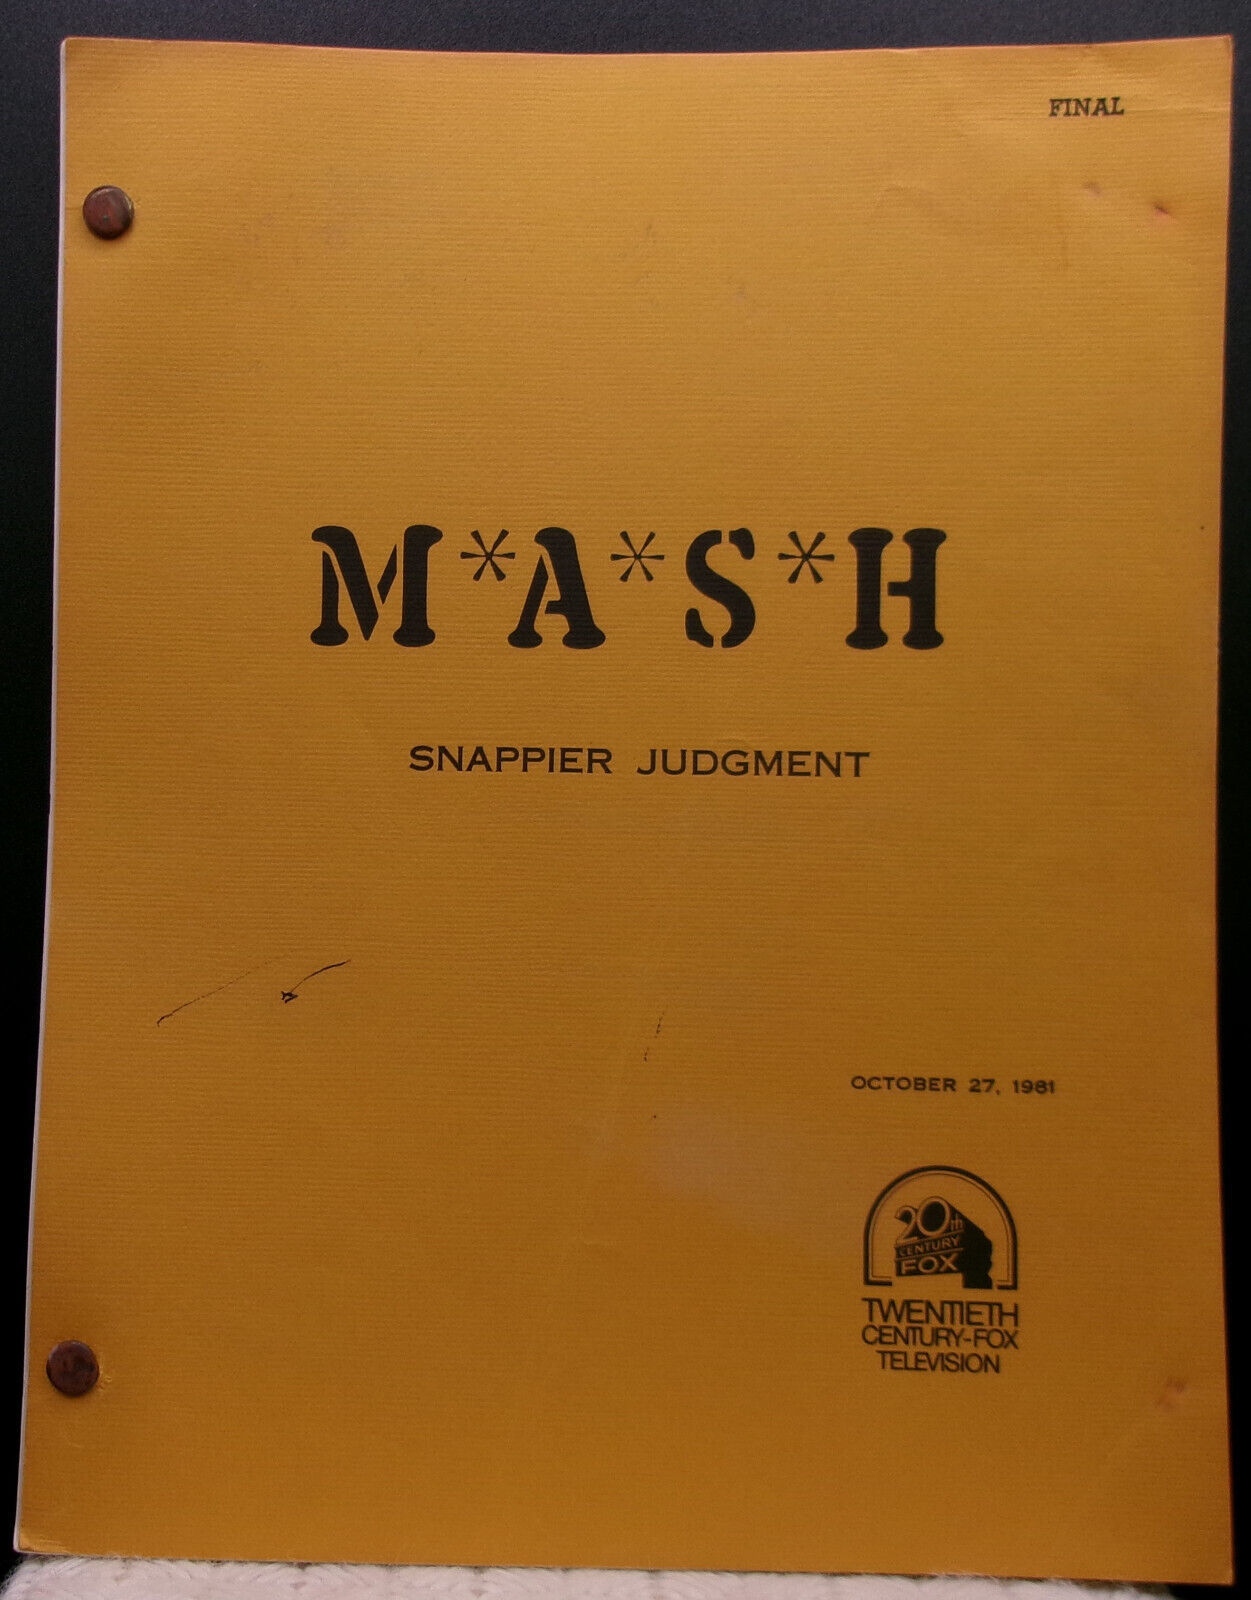 FINAL
M*A*S*H
SNAPPIER JUDGMENT
OCTOBER 27, 1981
20th
CENTURY
FOX
TWENTIETH
CENTURY-FOX
TELEVISION